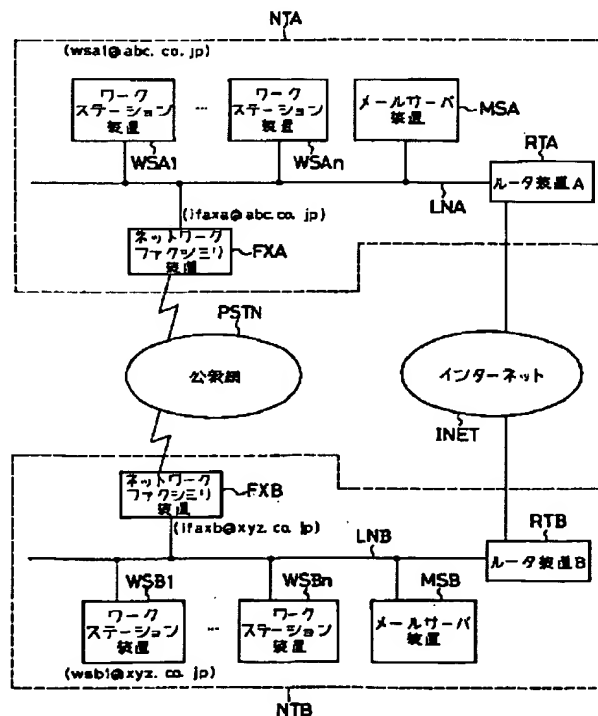 NTA
(wsa1@abc.co.jp)
ワーク
ステーション
装置
...
ワーク
ステーション
装置
メールサーバ
装置
MSA
WSA1
WSAn
RTA
ルータ装置A
LNA
(ifaxa@abc.co.jp)
ネットワーク
ファクシミリ
装置
FXA
PSTN
公衆網
インターネット
INET
ネットワーク
ファクシミリ
装置
FXB
(ifaxb@xyz.co.jp)
LNB
RTB
ルータ装置B
WSB1
WSBn
MSB
ワーク
ステーション
装置
...
ワーク
ステーション
装置
メールサーバ
装置
(wsb1@xyz.co.jp)
NTB